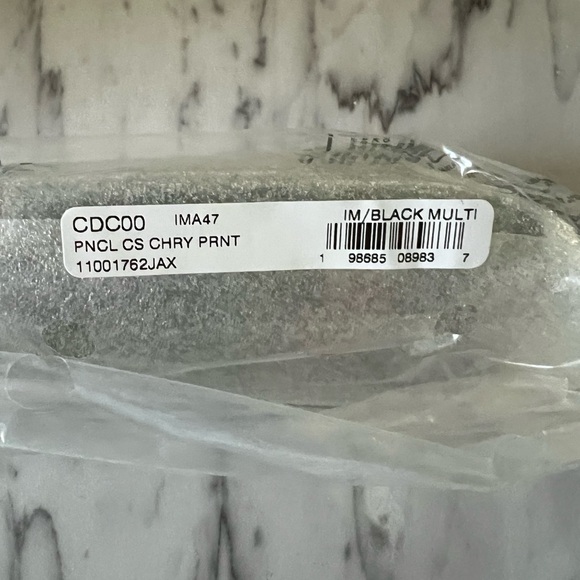 CDC00 IMA47 IM/BLACK MULTI
PNCL CS CHRY PRNT
11001762JAX
1 98685 08983 7